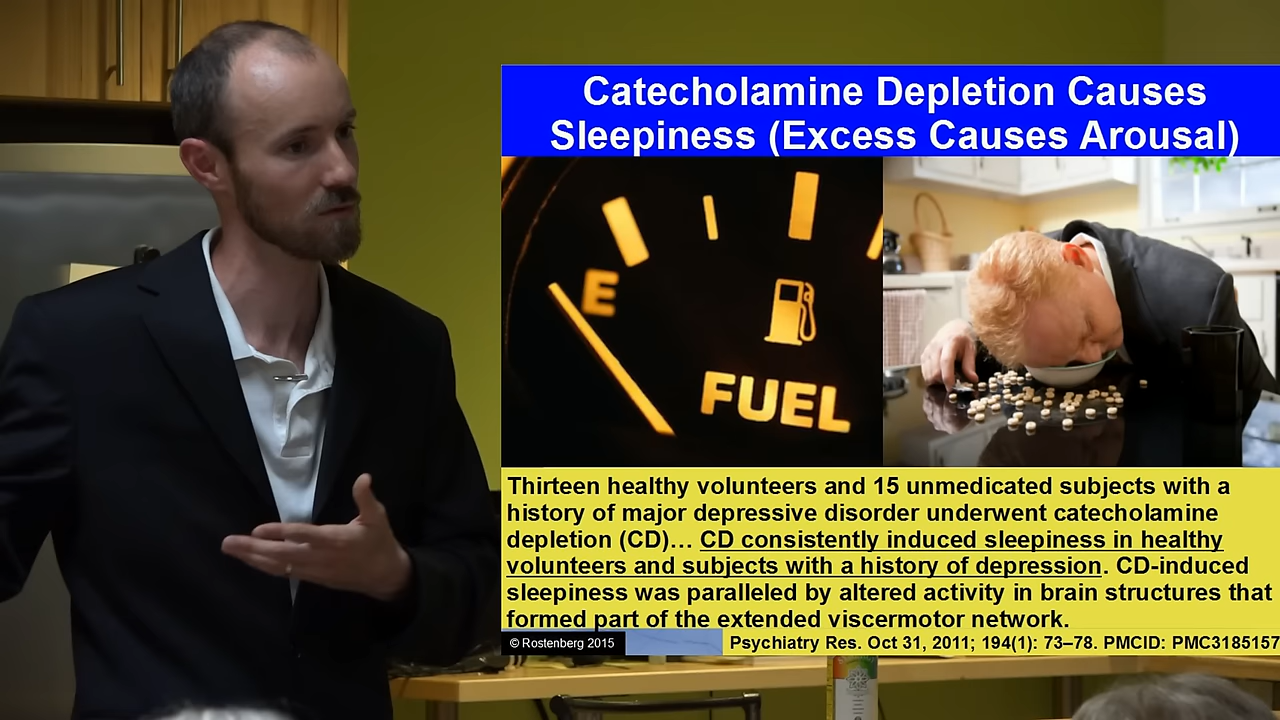 Catecholamine Depletion Causes
Sleepiness (Excess Causes Arousal)
E
FUEL
Thirteen healthy volunteers and 15 unmedicated subjects with a
history of major depressive disorder underwent catecholamine
depletion (CD)… CD consistently induced sleepiness in healthy
volunteers and subjects with a history of depression. CD-induced
sleepiness was paralleled by altered activity in brain structures that
formed part of the extended viscermotor network.
© Rostenberg 2015
Psychiatry Res. Oct 31, 2011; 194(1): 73–78. PMCID: PMC3185157